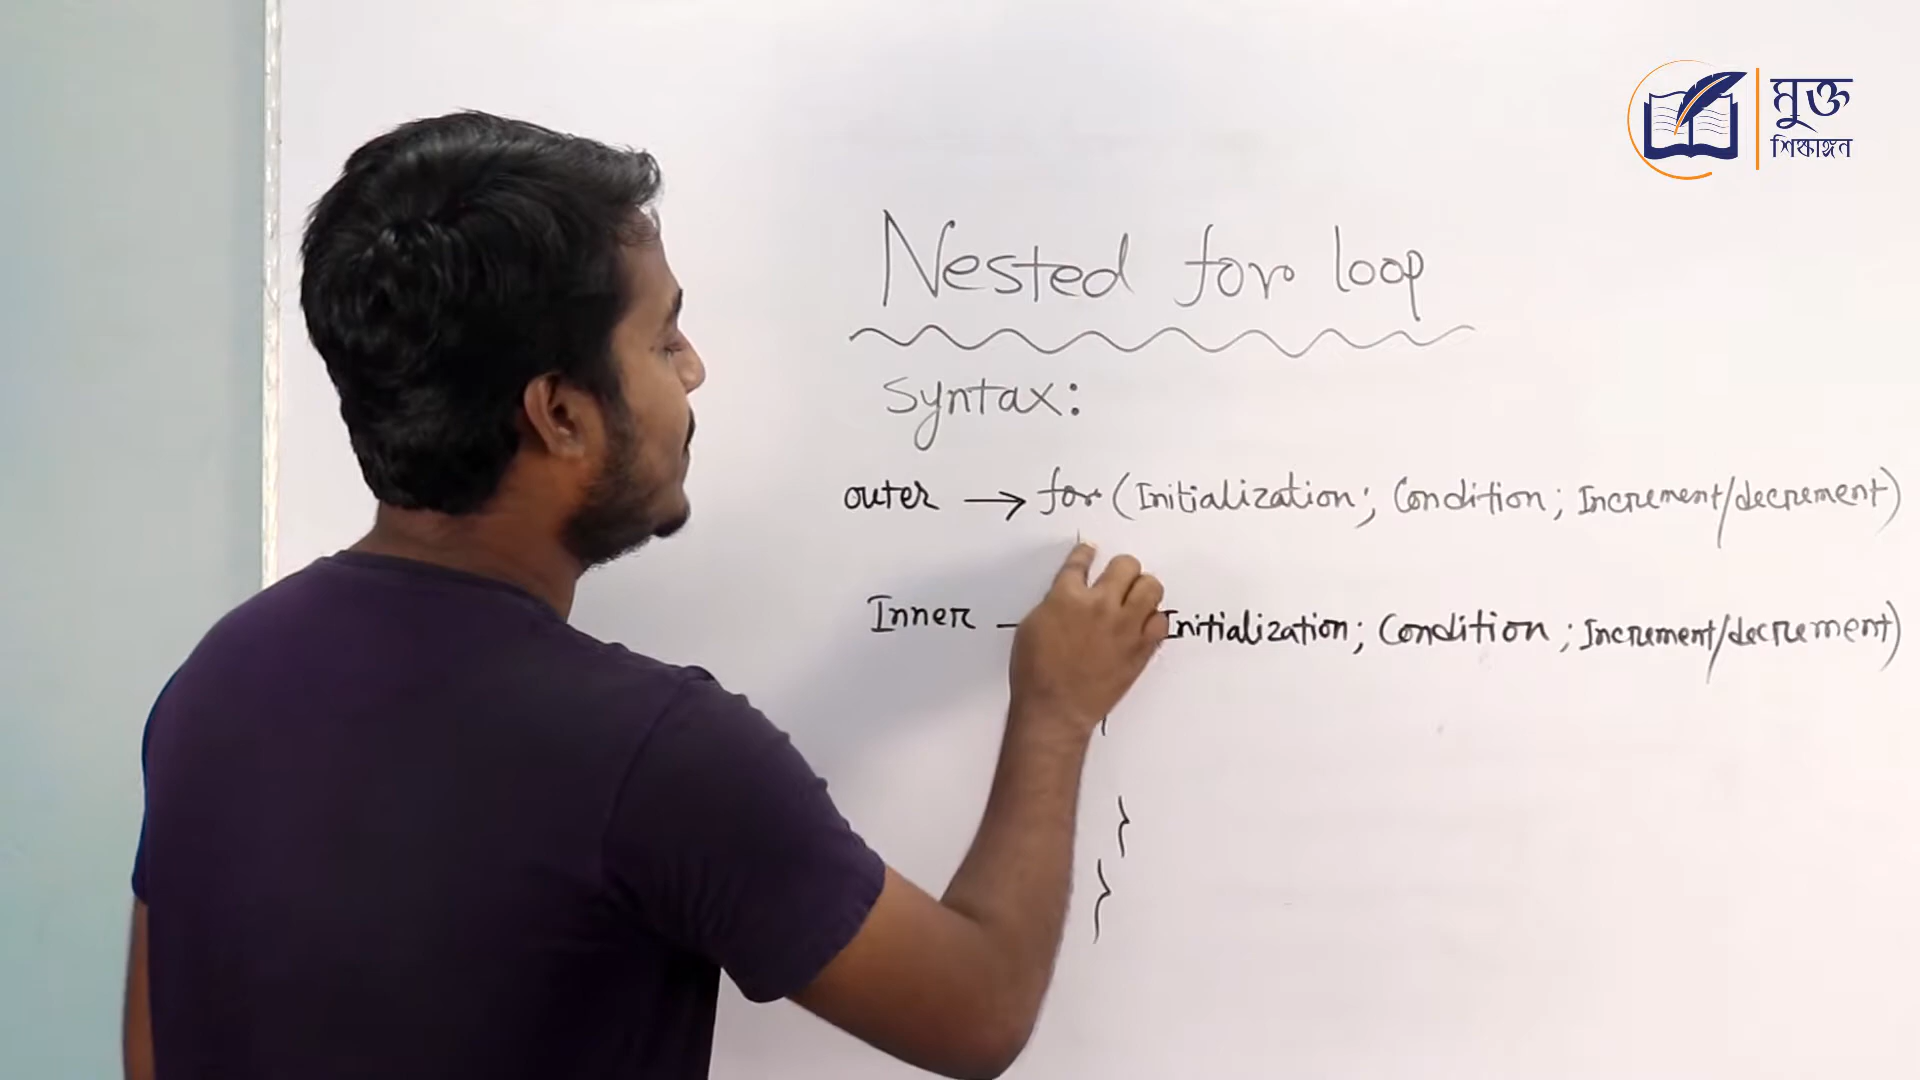 মুক্ত
শিক্ষাঙ্গন
Nested for loop
Syntax:
outer → for (Initialization; Condition; Increment/decrement)
Inner Initialization; Condition; Increment/decrement)
}
}